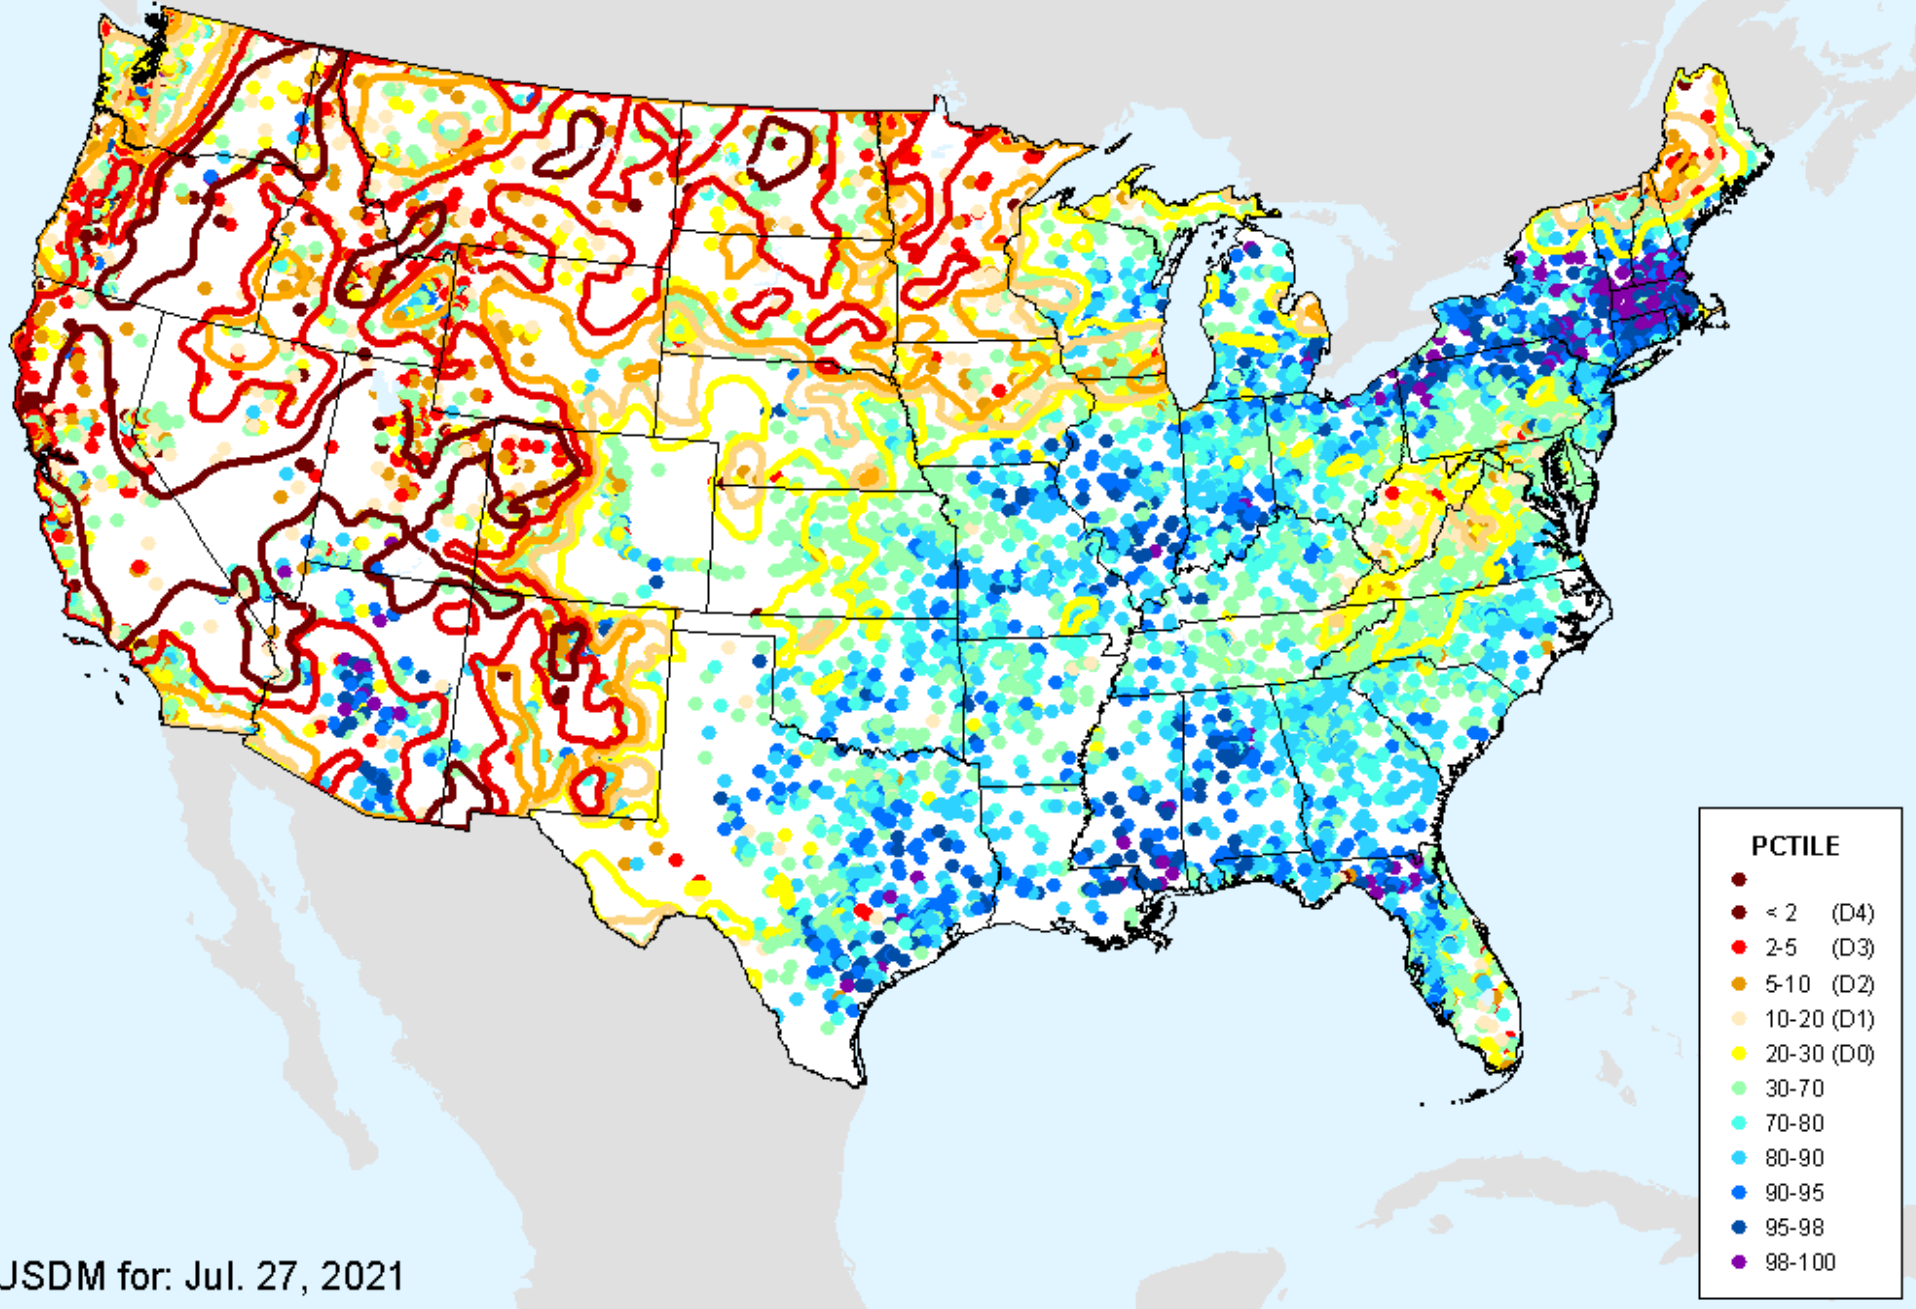 PCTILE
< 2 (D4)
2-5 (D3)
5-10 (D2)
10-20 (D1)
20-30 (D0)
30-70
70-80
80-90
90-95
95-98
98-100
USDM for: Jul. 27, 2021